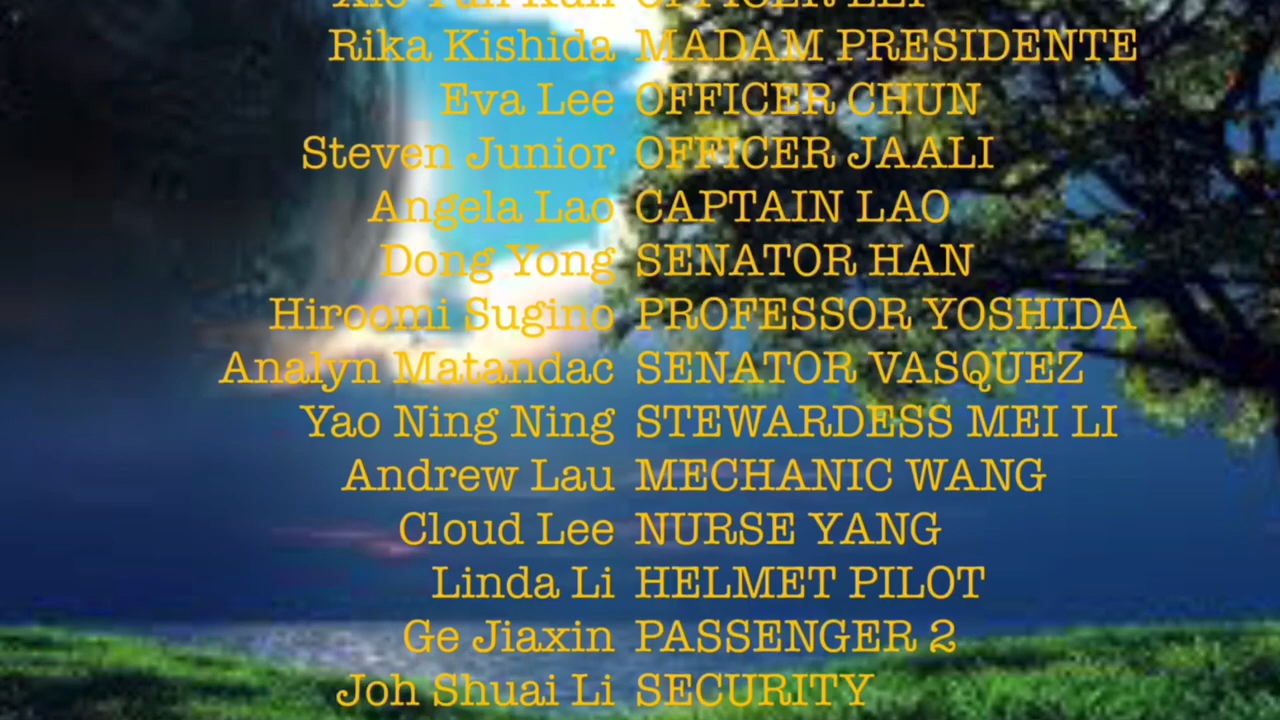 Rika Kishida MADAM PRESIDENTE
Eva Lee OFFICER CHUN
Steven Junior OFFICER JAALI
Angela Lao CAPTAIN LAO
Dong Yong SENATOR HAN
Hiroomi Sugino PROFESSOR YOSHIDA
Analyn Matandac SENATOR VASQUEZ
Yao Ning Ning STEWARDESS MEI LI
Andrew Lau MECHANIC WANG
Cloud Lee NURSE YANG
Linda Li HELMET PILOT
Ge Jiaxin PASSENGER 2
Joh Shuai Li SECURITY